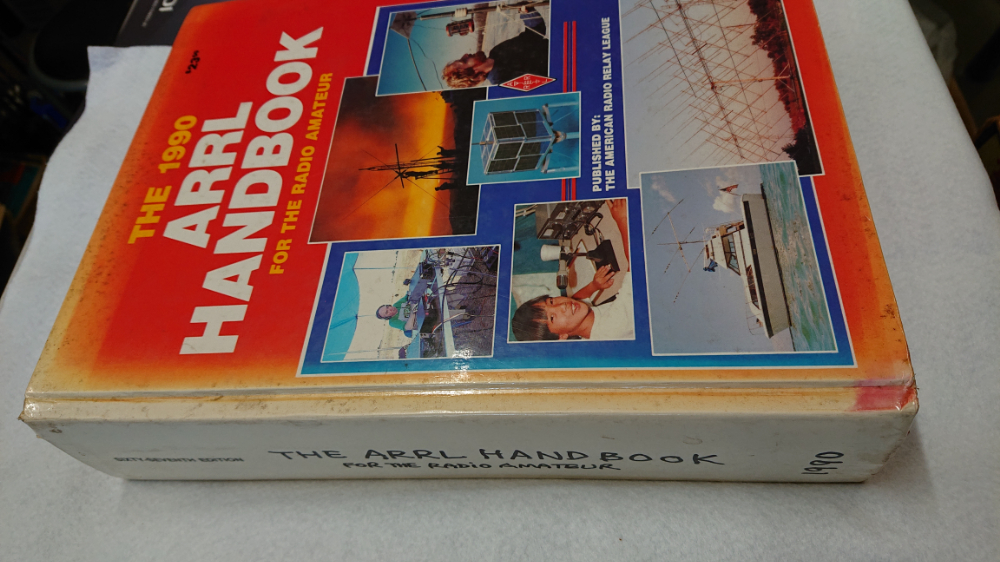 THE 1990
ARRL
HANDBOOK
FOR THE RADIO AMATEUR
PUBLISHED BY:
THE AMERICAN RADIO RELAY LEAGUE
SIXTY-SEVENTH EDITION
THE ARRL HANDBOOK
FOR THE RADIO AMATEUR
1990